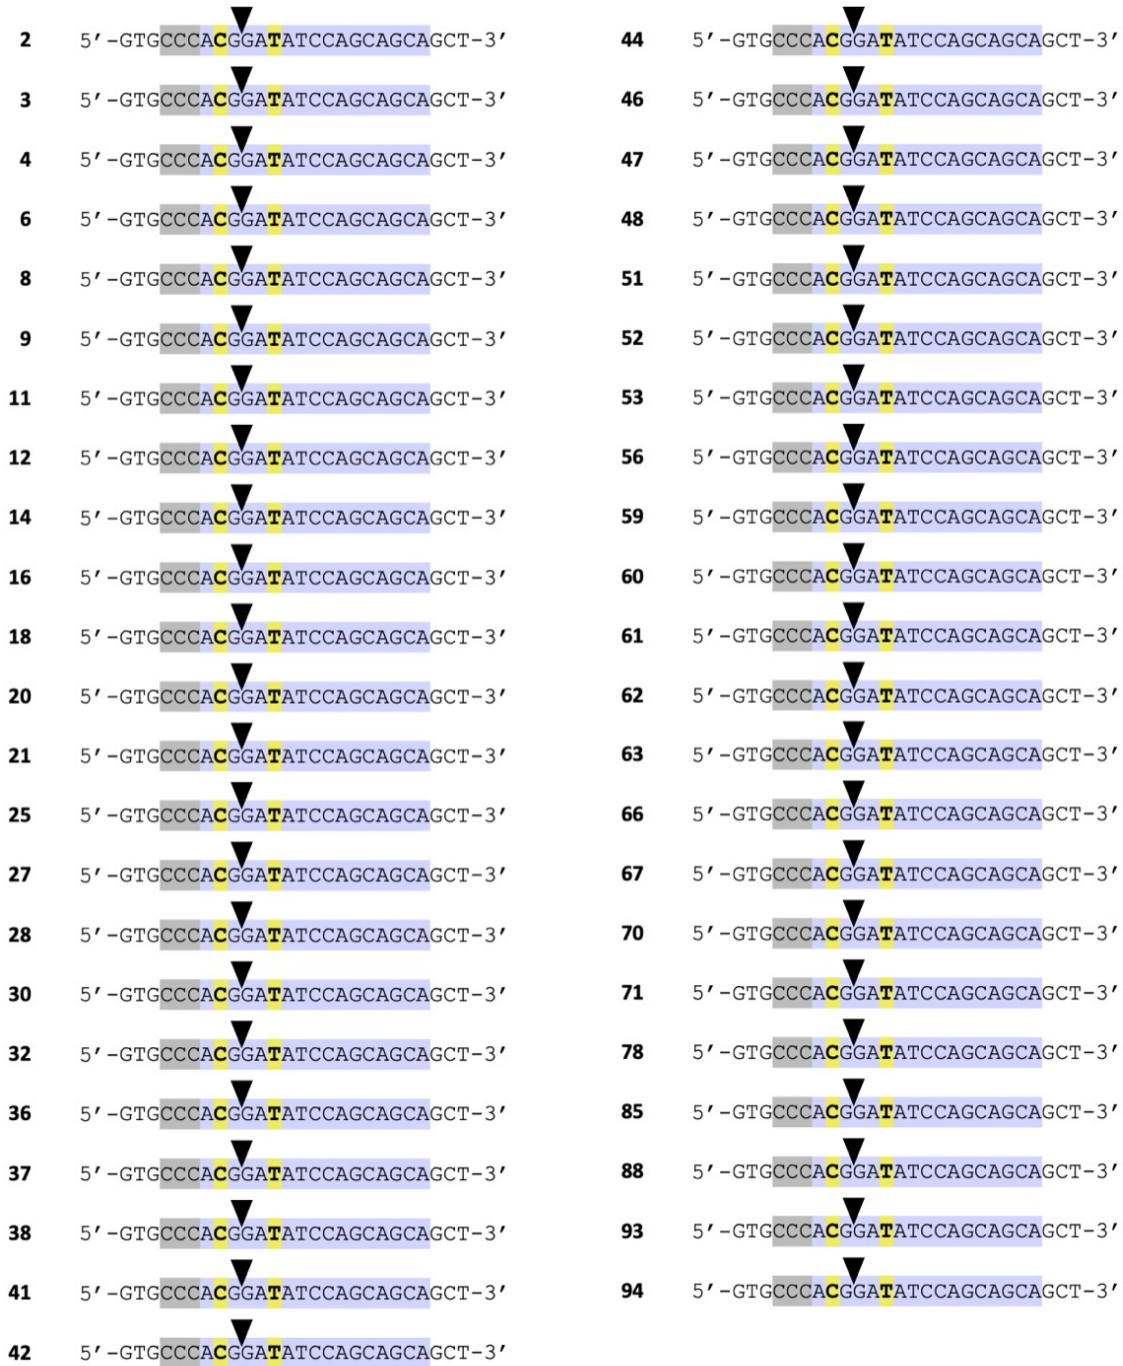 2 5′-GTGCCCACGGATATCCAGCAGCAGCT-3′
3 5′-GTGCCCACGGATATCCAGCAGCAGCT-3′
4 5′-GTGCCCACGGATATCCAGCAGCAGCT-3′
6 5′-GTGCCCACGGATATCCAGCAGCAGCT-3′
8 5′-GTGCCCACGGATATCCAGCAGCAGCT-3′
9 5′-GTGCCCACGGATATCCAGCAGCAGCT-3′
11 5′-GTGCCCACGGATATCCAGCAGCAGCT-3′
12 5′-GTGCCCACGGATATCCAGCAGCAGCT-3′
14 5′-GTGCCCACGGATATCCAGCAGCAGCT-3′
16 5′-GTGCCCACGGATATCCAGCAGCAGCT-3′
18 5′-GTGCCCACGGATATCCAGCAGCAGCT-3′
20 5′-GTGCCCACGGATATCCAGCAGCAGCT-3′
21 5′-GTGCCCACGGATATCCAGCAGCAGCT-3′
25 5′-GTGCCCACGGATATCCAGCAGCAGCT-3′
27 5′-GTGCCCACGGATATCCAGCAGCAGCT-3′
28 5′-GTGCCCACGGATATCCAGCAGCAGCT-3′
30 5′-GTGCCCACGGATATCCAGCAGCAGCT-3′
32 5′-GTGCCCACGGATATCCAGCAGCAGCT-3′
36 5′-GTGCCCACGGATATCCAGCAGCAGCT-3′
37 5′-GTGCCCACGGATATCCAGCAGCAGCT-3′
38 5′-GTGCCCACGGATATCCAGCAGCAGCT-3′
41 5′-GTGCCCACGGATATCCAGCAGCAGCT-3′
42 5′-GTGCCCACGGATATCCAGCAGCAGCT-3′
44 5′-GTGCCCACGGATATCCAGCAGCAGCT-3′
46 5′-GTGCCCACGGATATCCAGCAGCAGCT-3′
47 5′-GTGCCCACGGATATCCAGCAGCAGCT-3′
48 5′-GTGCCCACGGATATCCAGCAGCAGCT-3′
51 5′-GTGCCCACGGATATCCAGCAGCAGCT-3′
52 5′-GTGCCCACGGATATCCAGCAGCAGCT-3′
53 5′-GTGCCCACGGATATCCAGCAGCAGCT-3′
56 5′-GTGCCCACGGATATCCAGCAGCAGCT-3′
59 5′-GTGCCCACGGATATCCAGCAGCAGCT-3′
60 5′-GTGCCCACGGATATCCAGCAGCAGCT-3′
61 5′-GTGCCCACGGATATCCAGCAGCAGCT-3′
62 5′-GTGCCCACGGATATCCAGCAGCAGCT-3′
63 5′-GTGCCCACGGATATCCAGCAGCAGCT-3′
66 5′-GTGCCCACGGATATCCAGCAGCAGCT-3′
67 5′-GTGCCCACGGATATCCAGCAGCAGCT-3′
70 5′-GTGCCCACGGATATCCAGCAGCAGCT-3′
71 5′-GTGCCCACGGATATCCAGCAGCAGCT-3′
78 5′-GTGCCCACGGATATCCAGCAGCAGCT-3′
85 5′-GTGCCCACGGATATCCAGCAGCAGCT-3′
88 5′-GTGCCCACGGATATCCAGCAGCAGCT-3′
93 5′-GTGCCCACGGATATCCAGCAGCAGCT-3′
94 5′-GTGCCCACGGATATCCAGCAGCAGCT-3′